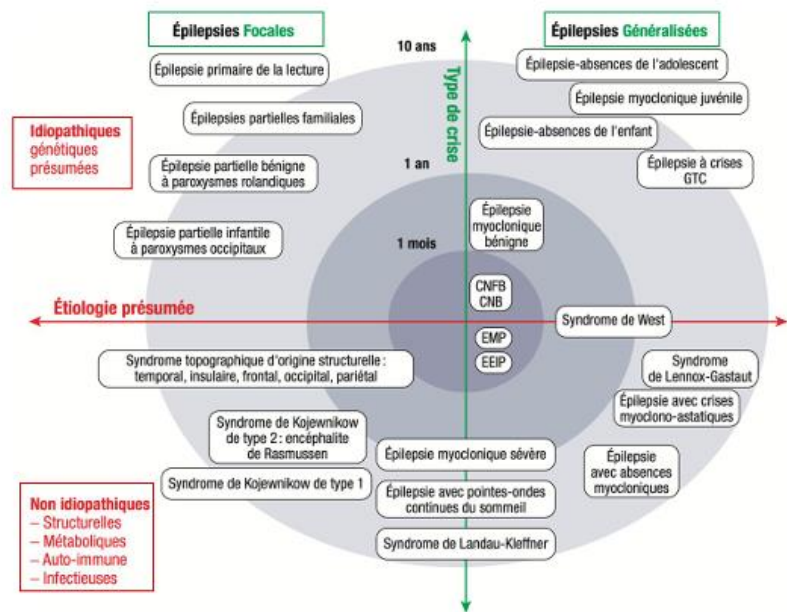 Épilepsies Focales
Épilepsies Généralisées
10 ans
Type de crise
Épilepsie primaire de la lecture
Épilepsie-absences de l'adolescent
Épilepsies partielles familiales
Épilepsie myoclonique juvénile
Idiopathiques
génétiques
présumées
Épilepsie-absences de l'enfant
Épilepsie partielle bénigne
à paroxysmes rolandiques
1 an
Épilepsie à crises
GTC
Épilepsie partielle infantile
à paroxysmes occipitaux
1 mois
Épilepsie
myoclonique
bénigne
CNFB
CNB
Étiologie présumée
Syndrome de West
EMP
EEIP
Syndrome topographique d'origine structurelle :
temporal, insulaire, frontal, occipital, pariétal
Syndrome
de Lennox-Gastaut
Épilepsie avec crises
myoclono-astatiques
Syndrome de Kojewnikow
de type 2 : encéphalite
de Rasmussen
Épilepsie myoclonique sévère
Épilepsie
avec absences
myocloniques
Syndrome de Kojewnikow de type 1
Épilepsie avec pointes-ondes
continues du sommeil
Non idiopathiques
– Structurelles
– Métaboliques
– Auto-immune
– Infectieuses
Syndrome de Landau-Kleffner